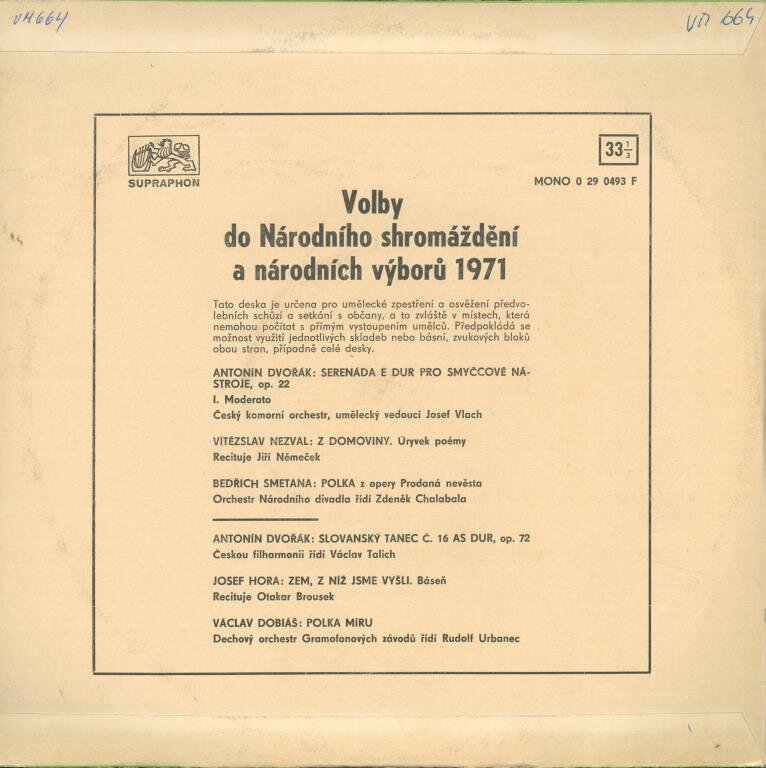 VM664
VM 664
33 1/3
SUPRAPHON
MONO 0 29 0493 F
Volby
do Národního shromáždění
a národních výborů 1971
Tato deska je určena pro umělecké zpestření a osvěžení předvo-
lebních schůzí a setkání s občany, a to zvláště v místech, která
nemohou počítat s přímým vystoupením umělců. Předpokládá se
možnost využití jednotlivých skladeb nebo básní, zvukových bloků
obou stran, případně celé desky.
ANTONÍN DVOŘÁK: SERENÁDA E DUR PRO SMYČCOVÉ NÁ-
STROJE, op. 22
I. Moderato
Český komorní orchestr, umělecký vedoucí Josef Vlach
VÍTĚZSLAV NEZVAL: Z DOMOVINY. Úryvek poémy
Recituje Jiří Němeček
BEDŘICH SMETANA: POLKA z opery Prodaná nevěsta
Orchestr Národního divadla řídí Zdeněk Chalabala
ANTONÍN DVOŘÁK: SLOVANSKÝ TANEC Č. 16 AS DUR, op. 72
Českou filharmonii řídí Václav Talich
JOSEF HORA: ZEM, Z NÍŽ JSME VYŠLI. Báseň
Recituje Otakar Brousek
VÁCLAV DOBIÁŠ: POLKA MÍRU
Dechový orchestr Gramofonových závodů řídí Rudolf Urbanec